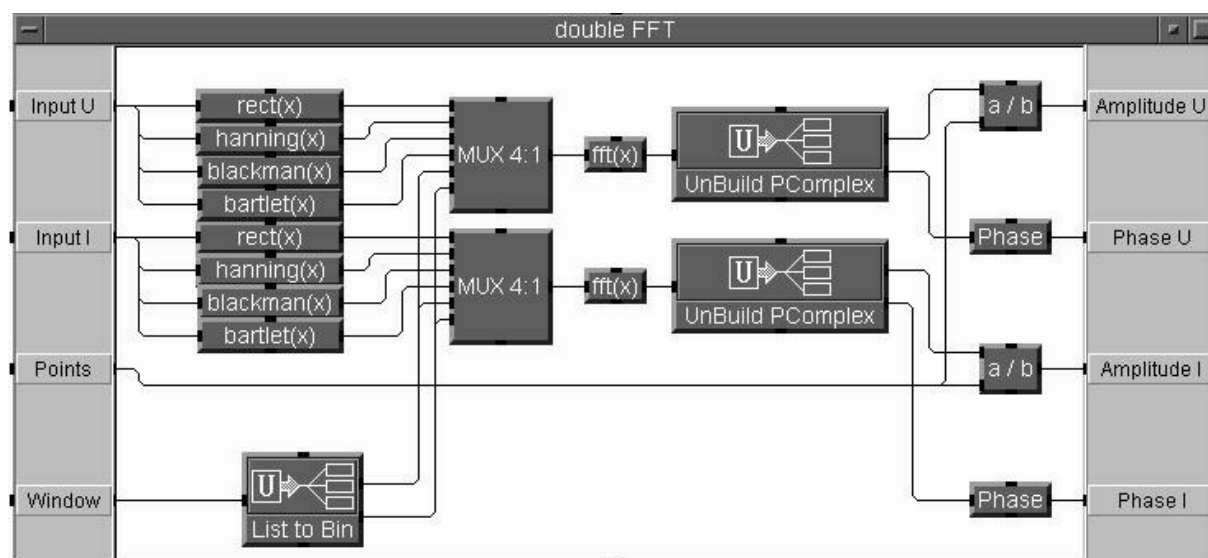 double FFT
Input U
rect(x)
hanning(x)
blackman(x)
bartlet(x)
MUX 4:1
fft(x)
U
UnBuild PComplex
a / b
Amplitude U
Phase
Phase U
Input I
rect(x)
hanning(x)
blackman(x)
bartlet(x)
MUX 4:1
fft(x)
U
UnBuild PComplex
Points
a / b
Amplitude I
Window
U
List to Bin
Phase
Phase I